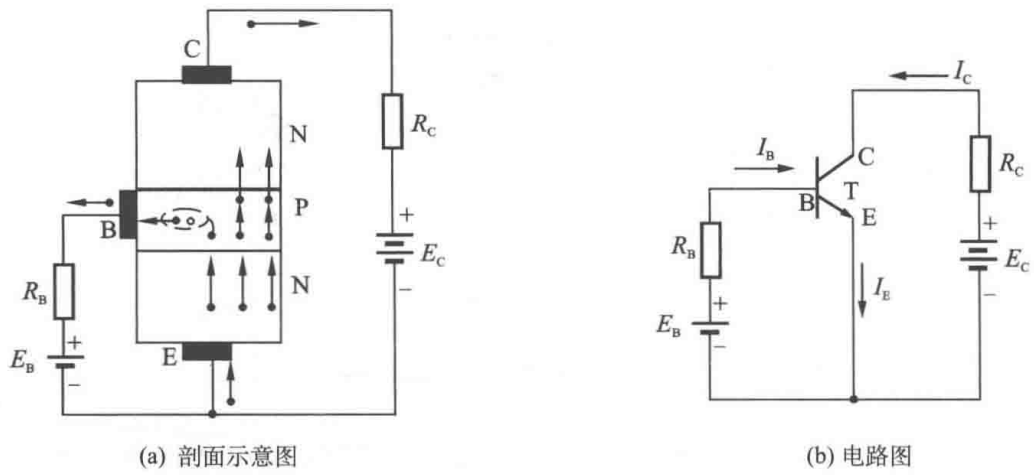 C
N
R_C
P
B
+
E_C
−
N
R_B
+
E_B
−
E
(a) 剖面示意图
I_C
I_B
C
R_C
T
B
E
R_B
+
E_C
−
I_E
+
E_B
−
(b) 电路图